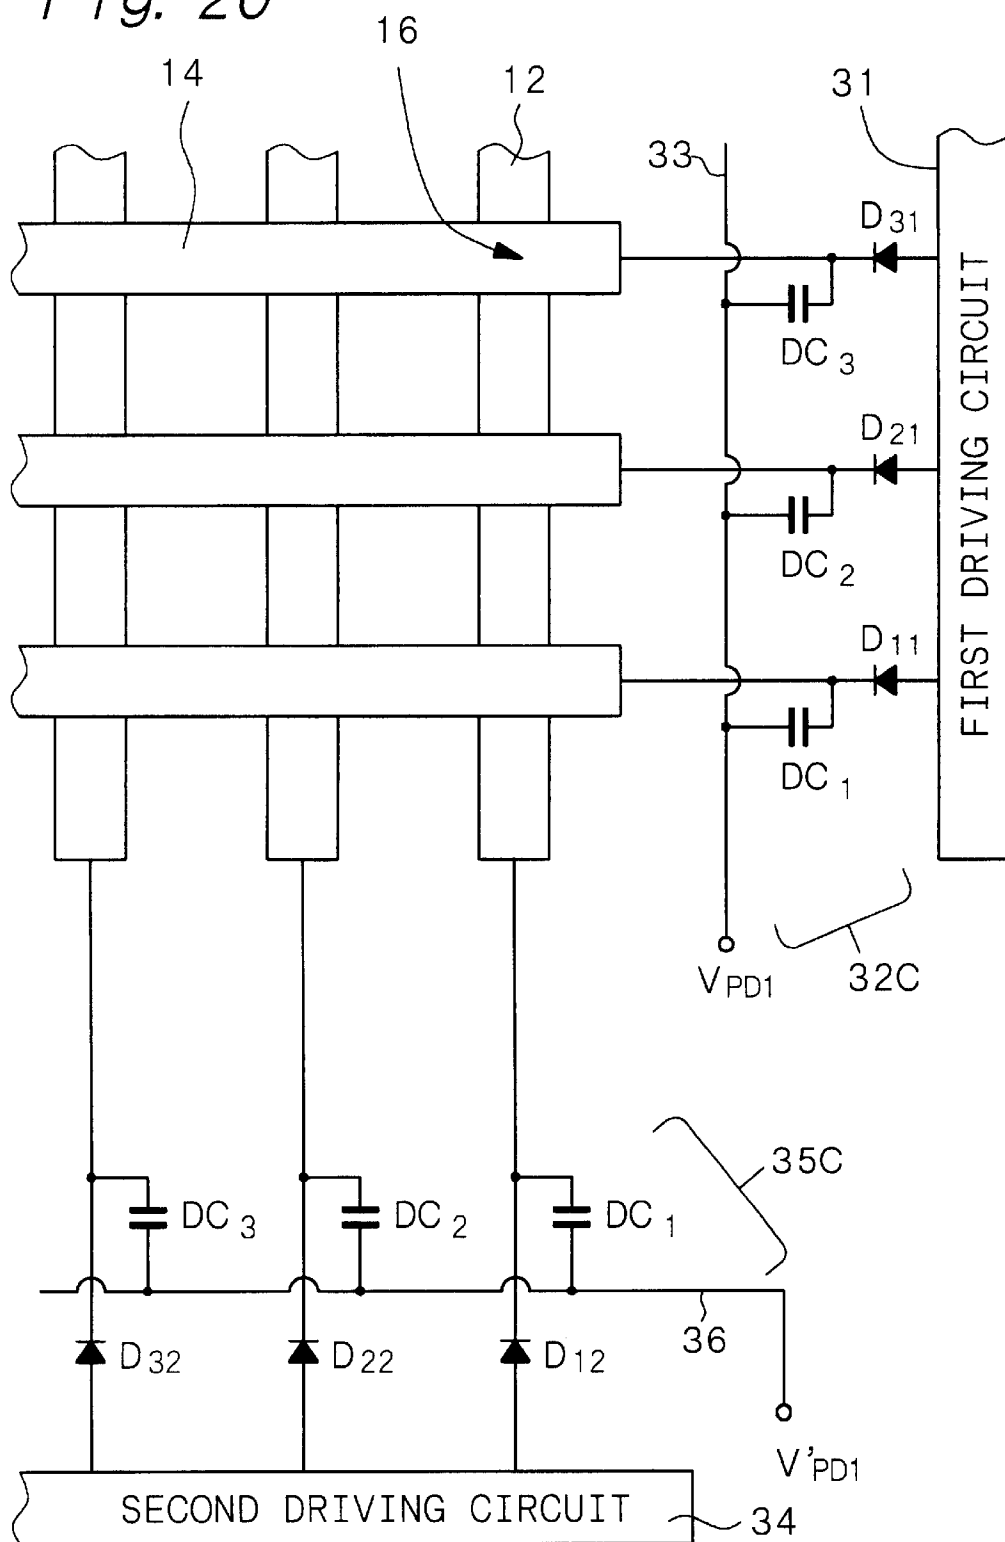 Fig. 20
16
14
12
31
33
D31
DC3
D21
DC2
D11
DC1
FIRST DRIVING CIRCUIT
VPD1
32C
35C
DC3
DC2
DC1
36
D32
D22
D12
V'PD1
SECOND DRIVING CIRCUIT
34